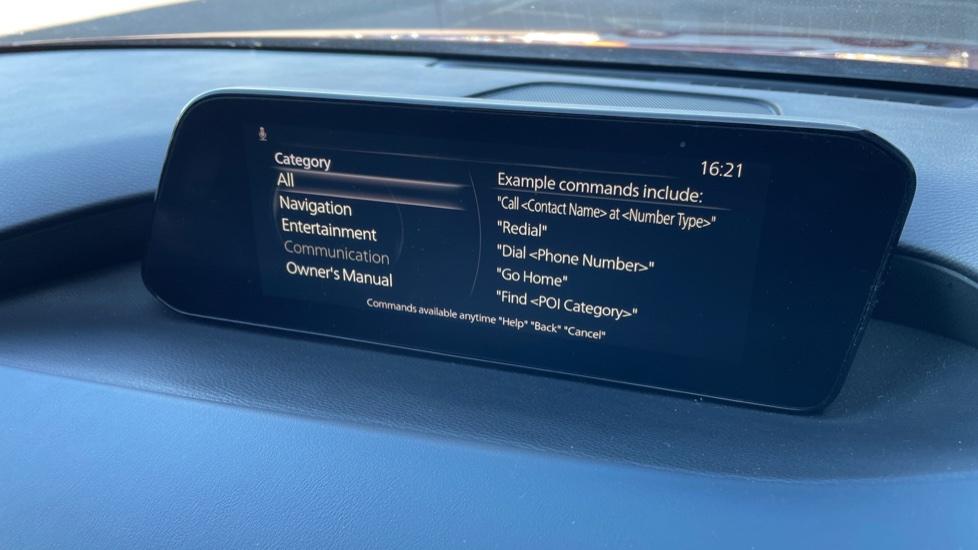 Category
All
Navigation
Entertainment
Communication
Owner's Manual
16:21
Example commands include:
"Call <Contact Name> at <Number Type>"
"Redial"
"Dial <Phone Number>"
"Go Home"
"Find <POI Category>"
Commands available anytime "Help" "Back" "Cancel"